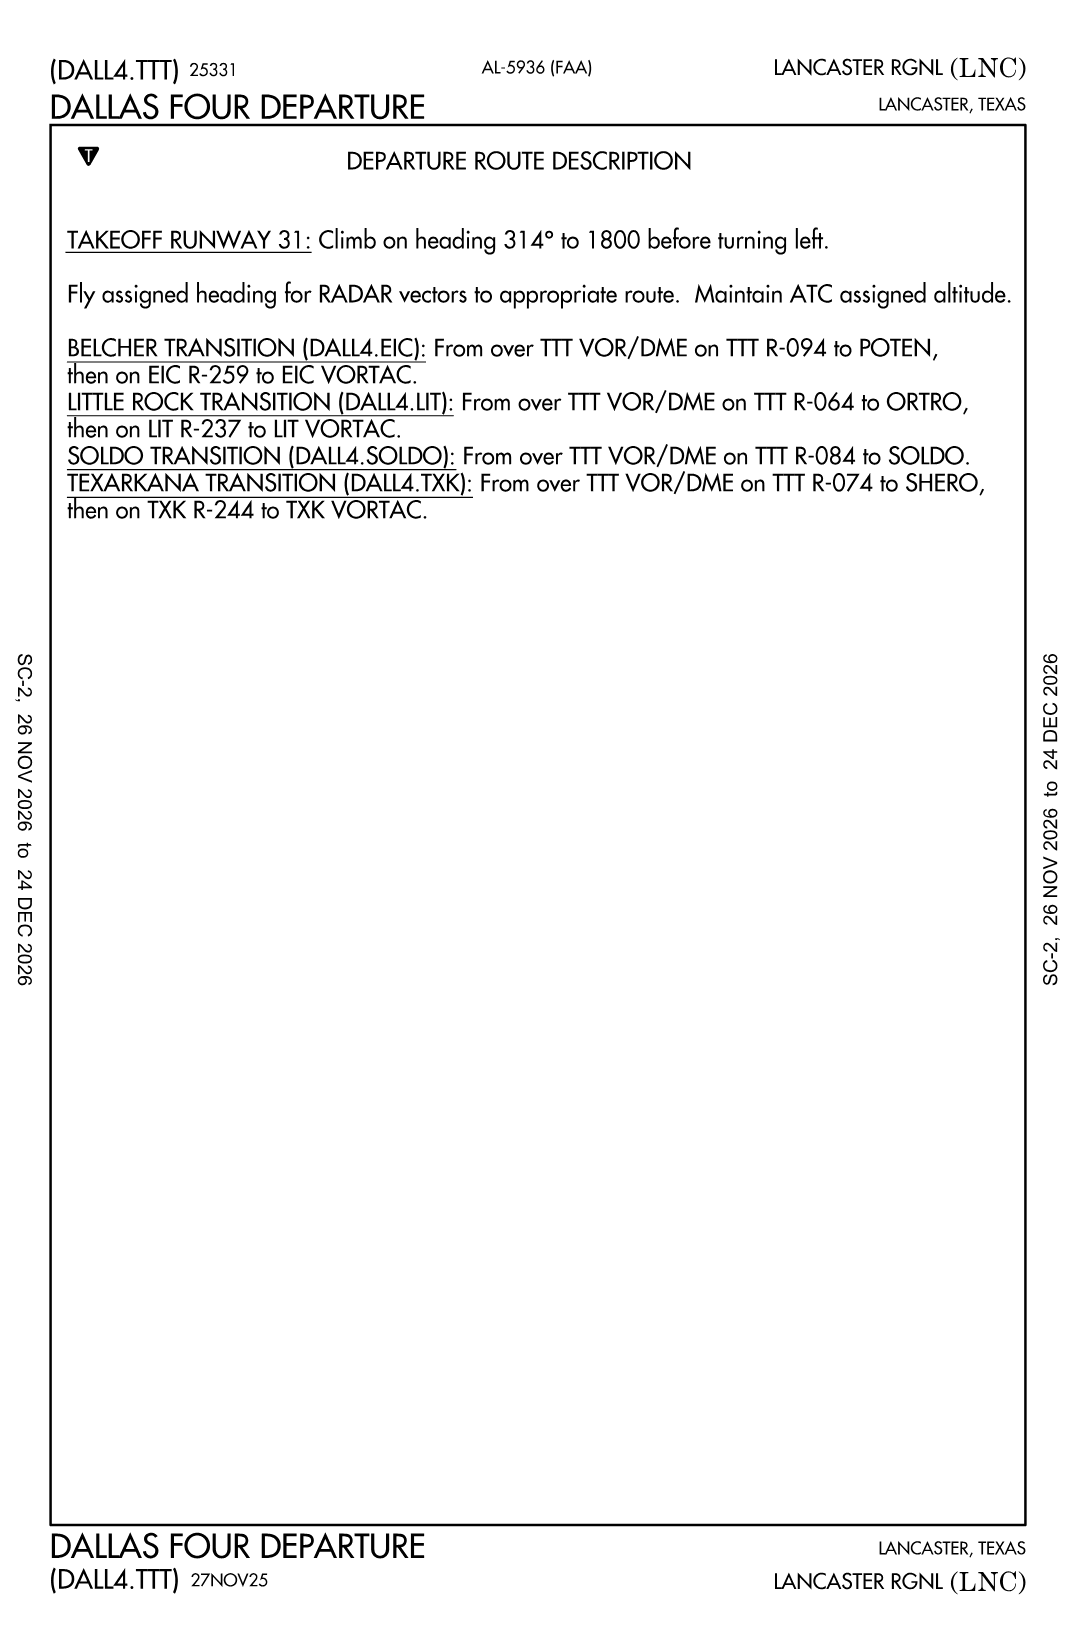 (DALL4.TTT) 25331
AL-5936 (FAA)
LANCASTER RGNL (LNC)
DALLAS FOUR DEPARTURE
LANCASTER, TEXAS
T
DEPARTURE ROUTE DESCRIPTION
TAKEOFF RUNWAY 31: Climb on heading 314° to 1800 before turning left.
Fly assigned heading for RADAR vectors to appropriate route.  Maintain ATC assigned altitude.
BELCHER TRANSITION (DALL4.EIC): From over TTT VOR/DME on TTT R-094 to POTEN,
then on EIC R-259 to EIC VORTAC.
LITTLE ROCK TRANSITION (DALL4.LIT): From over TTT VOR/DME on TTT R-064 to ORTRO,
then on LIT R-237 to LIT VORTAC.
SOLDO TRANSITION (DALL4.SOLDO): From over TTT VOR/DME on TTT R-084 to SOLDO.
TEXARKANA TRANSITION (DALL4.TXK): From over TTT VOR/DME on TTT R-074 to SHERO,
then on TXK R-244 to TXK VORTAC.
SC-2, 26 NOV 2026 to 24 DEC 2026
SC-2, 26 NOV 2026 to 24 DEC 2026
DALLAS FOUR DEPARTURE
LANCASTER, TEXAS
(DALL4.TTT) 27NOV25
LANCASTER RGNL (LNC)